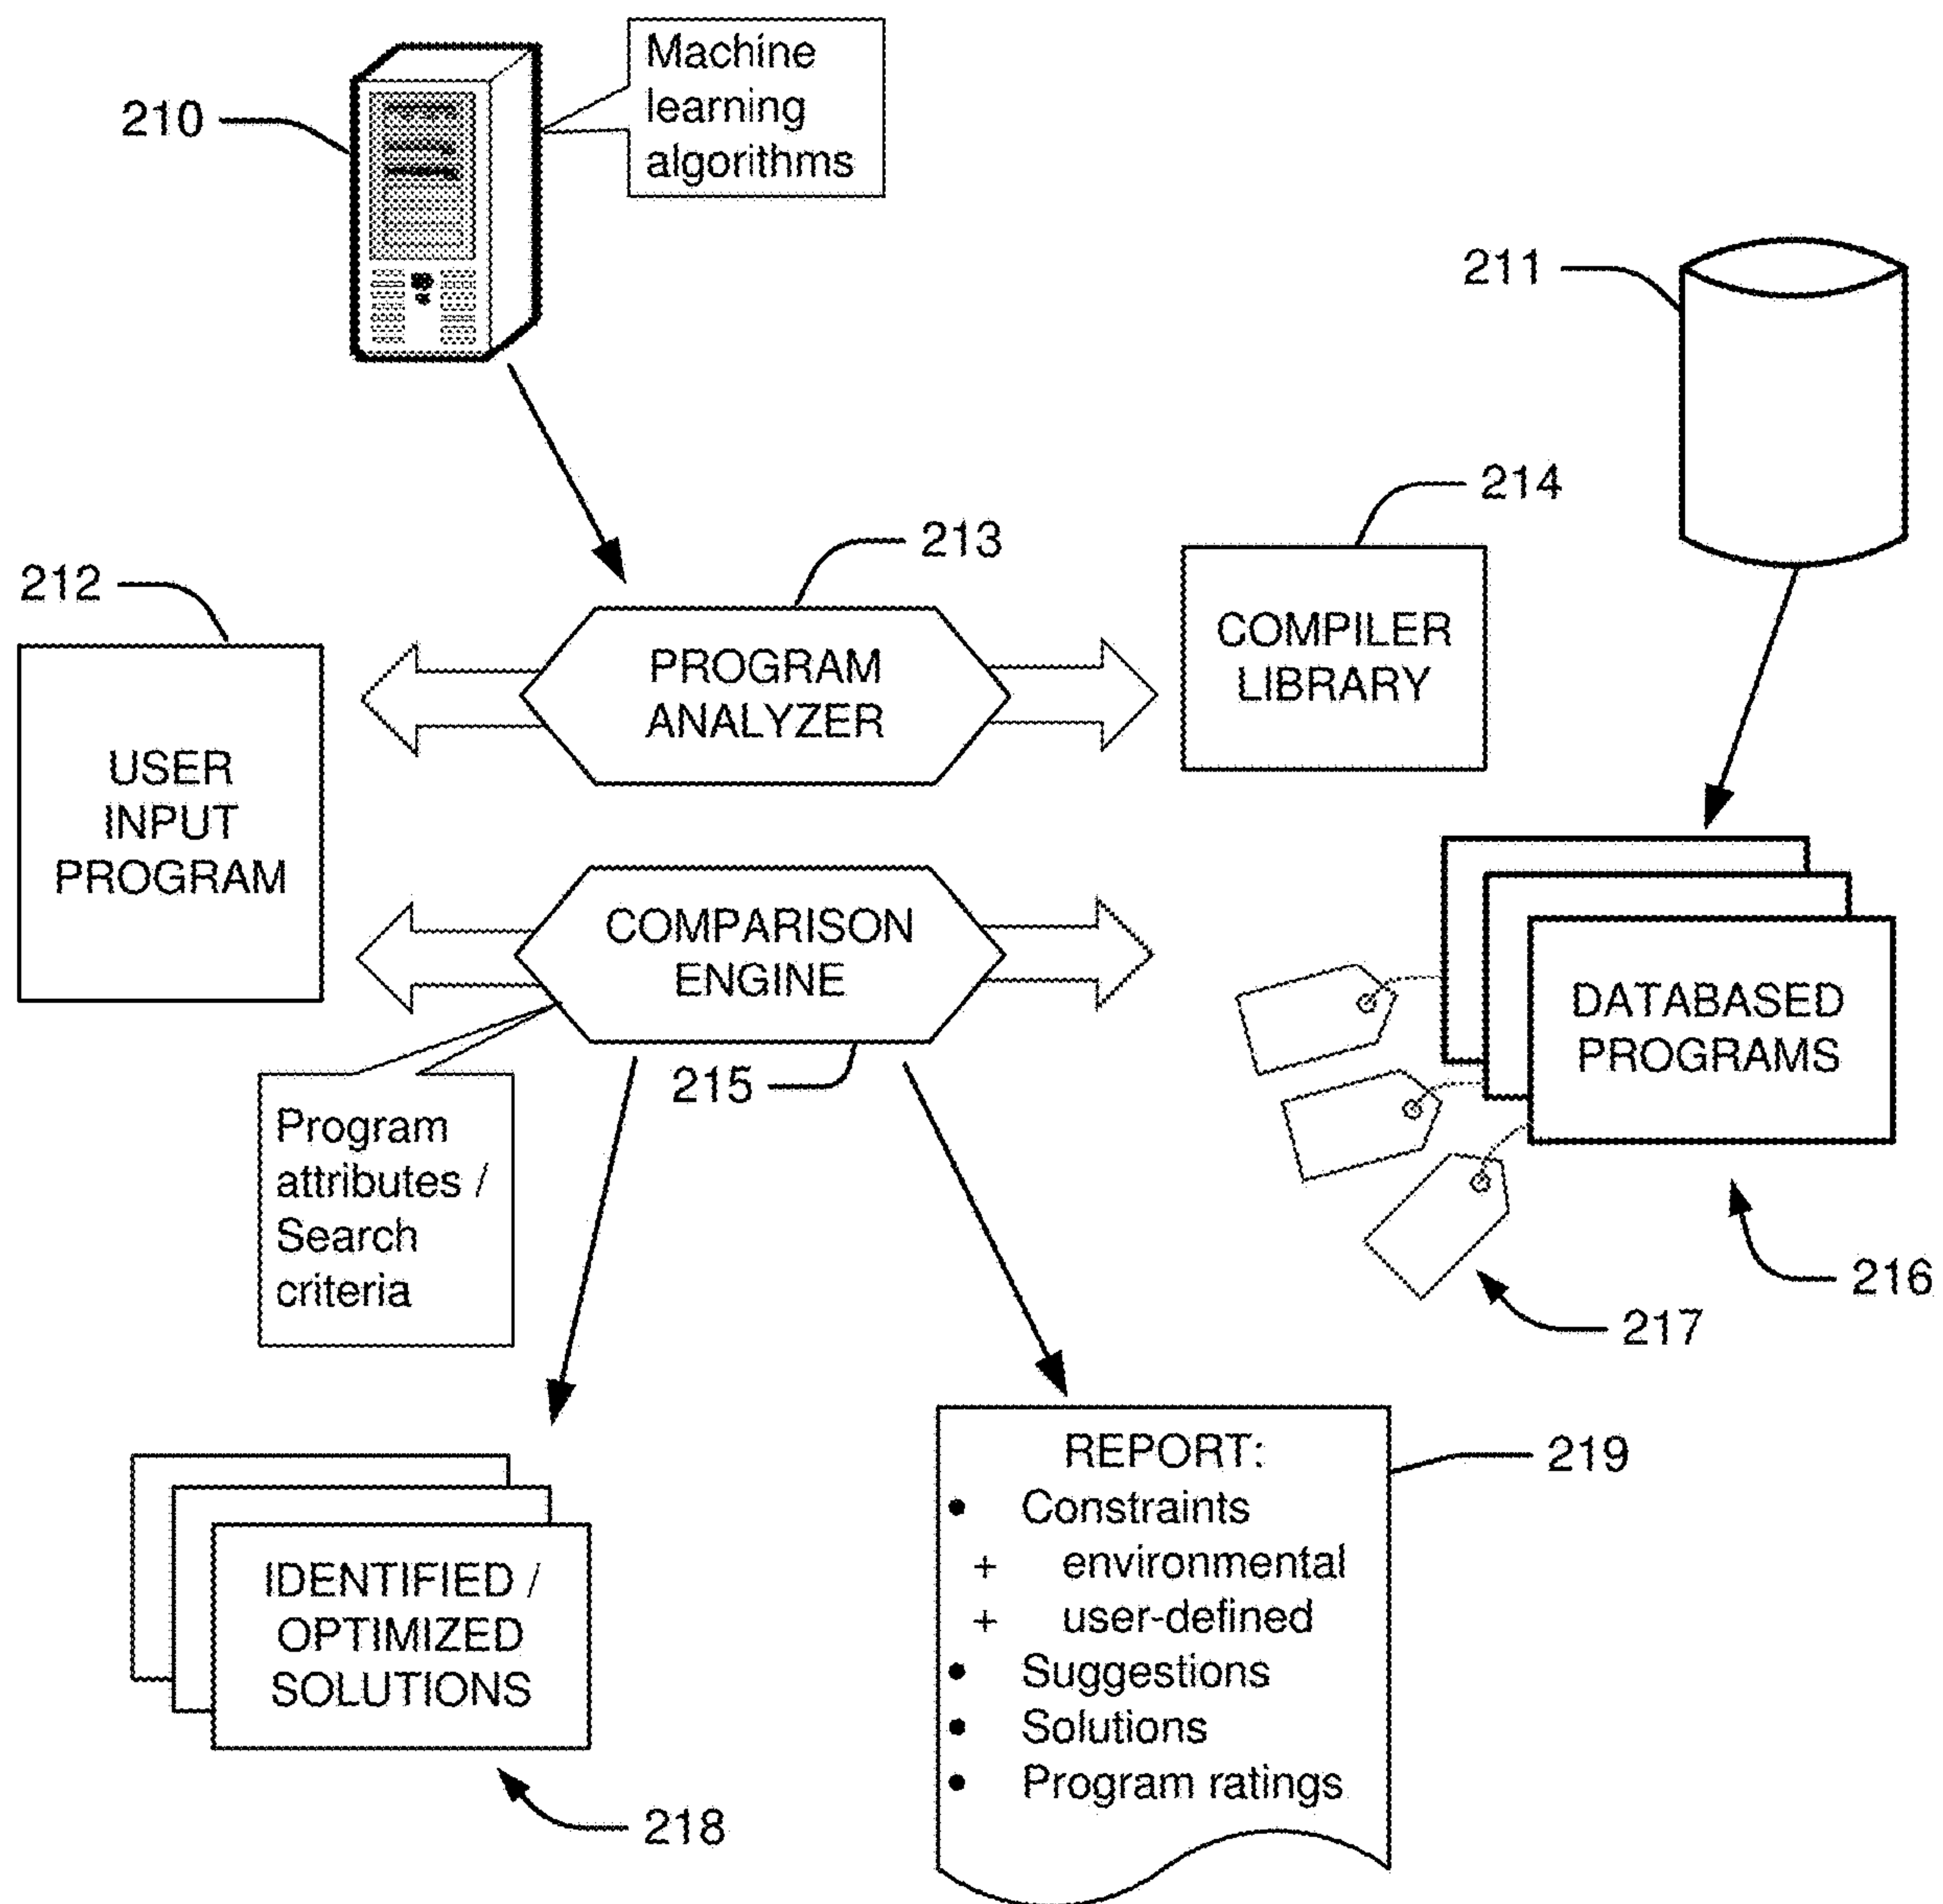 Machine
learning
algorithms
210
211
214
213
212
COMPILER
LIBRARY
PROGRAM
ANALYZER
USER
INPUT
PROGRAM
COMPARISON
ENGINE
DATABASED
PROGRAMS
215
Program
attributes /
Search
criteria
216
217
REPORT:
• Constraints
+ environmental
+ user-defined
• Suggestions
• Solutions
• Program ratings
219
IDENTIFIED /
OPTIMIZED
SOLUTIONS
218